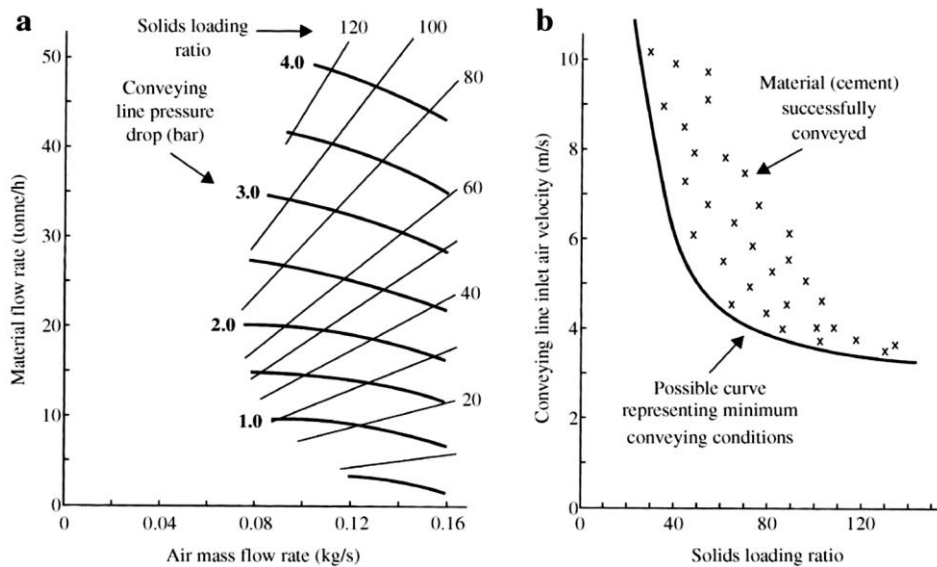 a
Solids loading
ratio
120
100
80
60
40
20
Conveying
line pressure
drop (bar)
4.0
3.0
2.0
1.0
Material flow rate (tonne/h)
50
40
30
20
10
0
0
0.04
0.08
0.12
0.16
Air mass flow rate (kg/s)
b
Material (cement)
successfully
conveyed
Possible curve
representing minimum
conveying conditions
Conveying line inlet air velocity (m/s)
10
8
6
4
2
0
0
40
80
120
Solids loading ratio